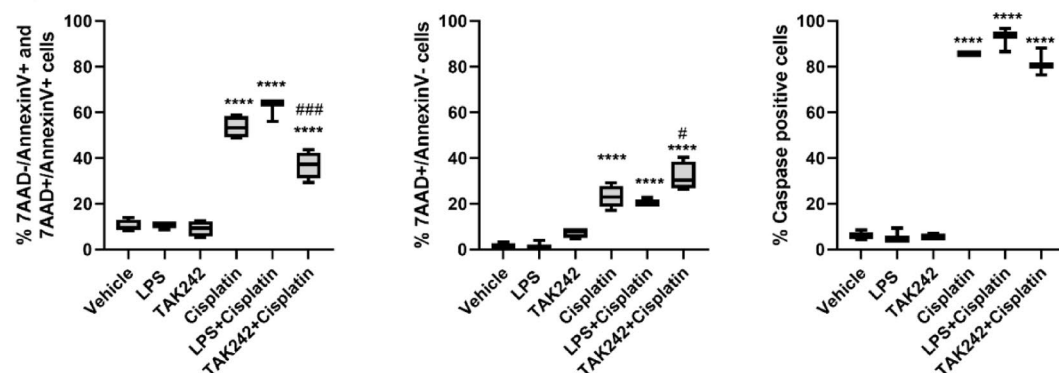 % 7AAD-/AnnexinV+ and
7AAD+/AnnexinV+ cells
100
80
60
40
20
0
****
****
###
****
Vehicle
LPS
TAK242
Cisplatin
LPS+Cisplatin
TAK242+Cisplatin
% 7AAD+/AnnexinV- cells
100
80
60
40
20
0
****
****
#
****
Vehicle
LPS
TAK242
Cisplatin
LPS+Cisplatin
TAK242+Cisplatin
% Caspase positive cells
100
80
60
40
20
0
****
****
****
Vehicle
LPS
TAK242
Cisplatin
LPS+Cisplatin
TAK242+Cisplatin